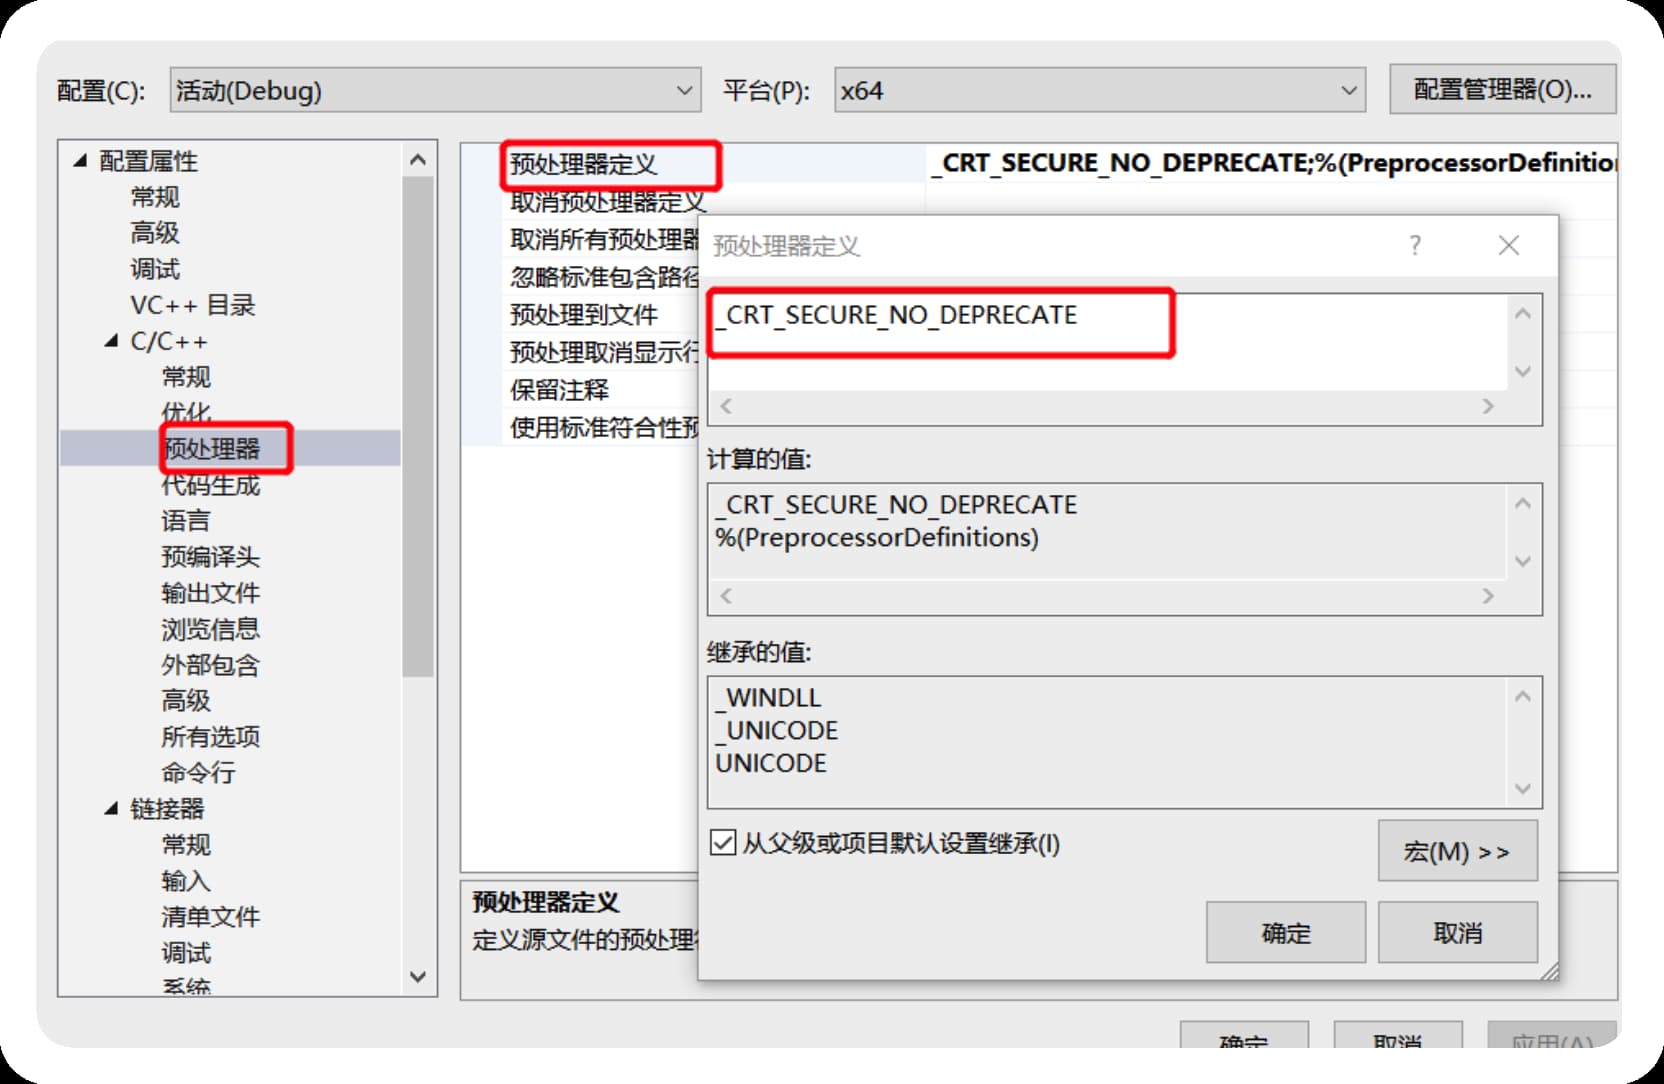 配置(C): 活动(Debug) 平台(P): x64 配置管理器(O)...
配置属性
常规
高级
调试
VC++ 目录
C/C++
常规
优化
预处理器
代码生成
语言
预编译头
输出文件
浏览信息
外部包含
高级
所有选项
命令行
链接器
常规
输入
清单文件
调试
系统
预处理器定义 _CRT_SECURE_NO_DEPRECATE;%(PreprocessorDefinition
取消预处理器定义
取消所有预处理器
忽略标准包含路径
预处理到文件
预处理取消显示行
保留注释
使用标准符合性预
预处理器定义
定义源文件的预处理符
预处理器定义 ?
_CRT_SECURE_NO_DEPRECATE
计算的值:
_CRT_SECURE_NO_DEPRECATE
%(PreprocessorDefinitions)
继承的值:
_WINDLL
_UNICODE
UNICODE
从父级或项目默认设置继承(I)
宏(M) >>
确定 取消
确定 取消 应用(A)